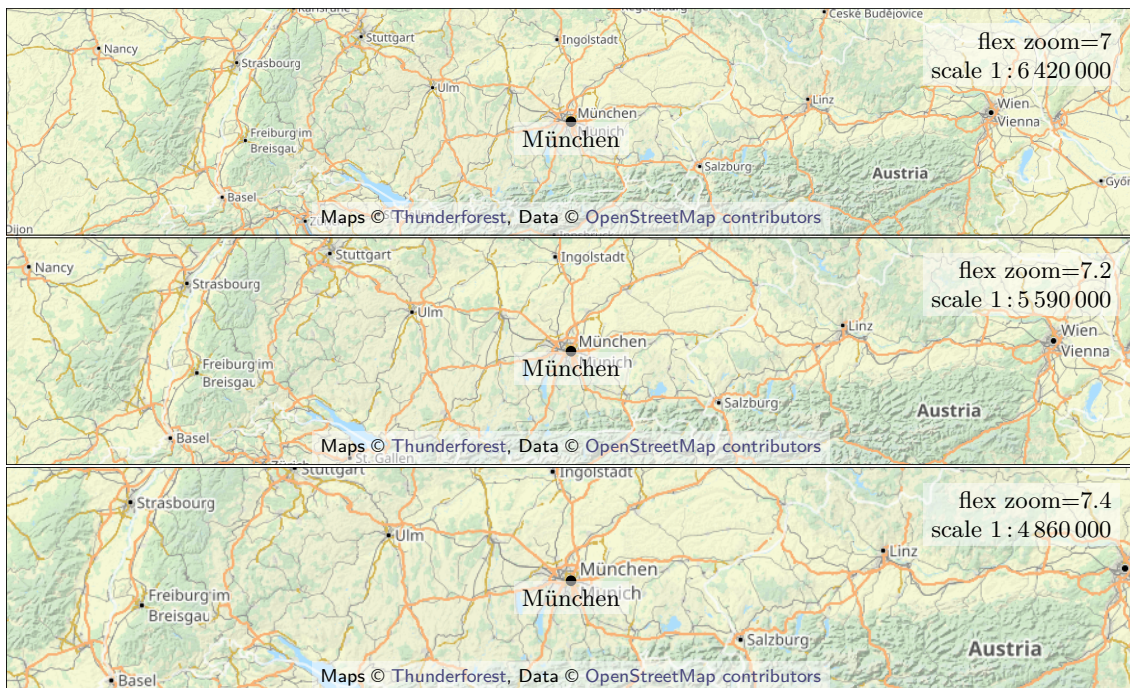 Karlsruhe
Regensburg
České Budějovice
Stuttgart
Ingolstadt
Nancy
Strasbourg
flex zoom=7
scale 1 : 6 420 000
Ulm
Linz
Wien
Vienna
München
Munich
München
Freiburg im
Breisgau
Salzburg
Austria
Győr
Basel
Dijon
Maps © Thunderforest, Data © OpenStreetMap contributors
Stuttgart
Ingolstadt
Nancy
Strasbourg
flex zoom=7.2
scale 1 : 5 590 000
Ulm
Linz
Wien
Vienna
München
Munich
München
Freiburg im
Breisgau
Salzburg
Austria
Basel
Maps © Thunderforest, Data © OpenStreetMap contributors
St. Gallen
Stuttgart
Ingolstadt
Strasbourg
flex zoom=7.4
scale 1 : 4 860 000
Ulm
Linz
München
Munich
München
Freiburg im
Breisgau
Salzburg
Austria
Basel
Maps © Thunderforest, Data © OpenStreetMap contributors